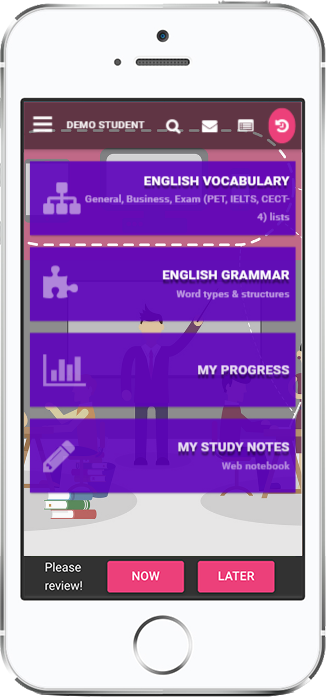 DEMO STUDENT
ENGLISH VOCABULARY
General, Business, Exam (PET, IELTS, CECT-
4) lists
ENGLISH GRAMMAR
Word types & structures
MY PROGRESS
MY STUDY NOTES
Web notebook
Please
review!
NOW
LATER